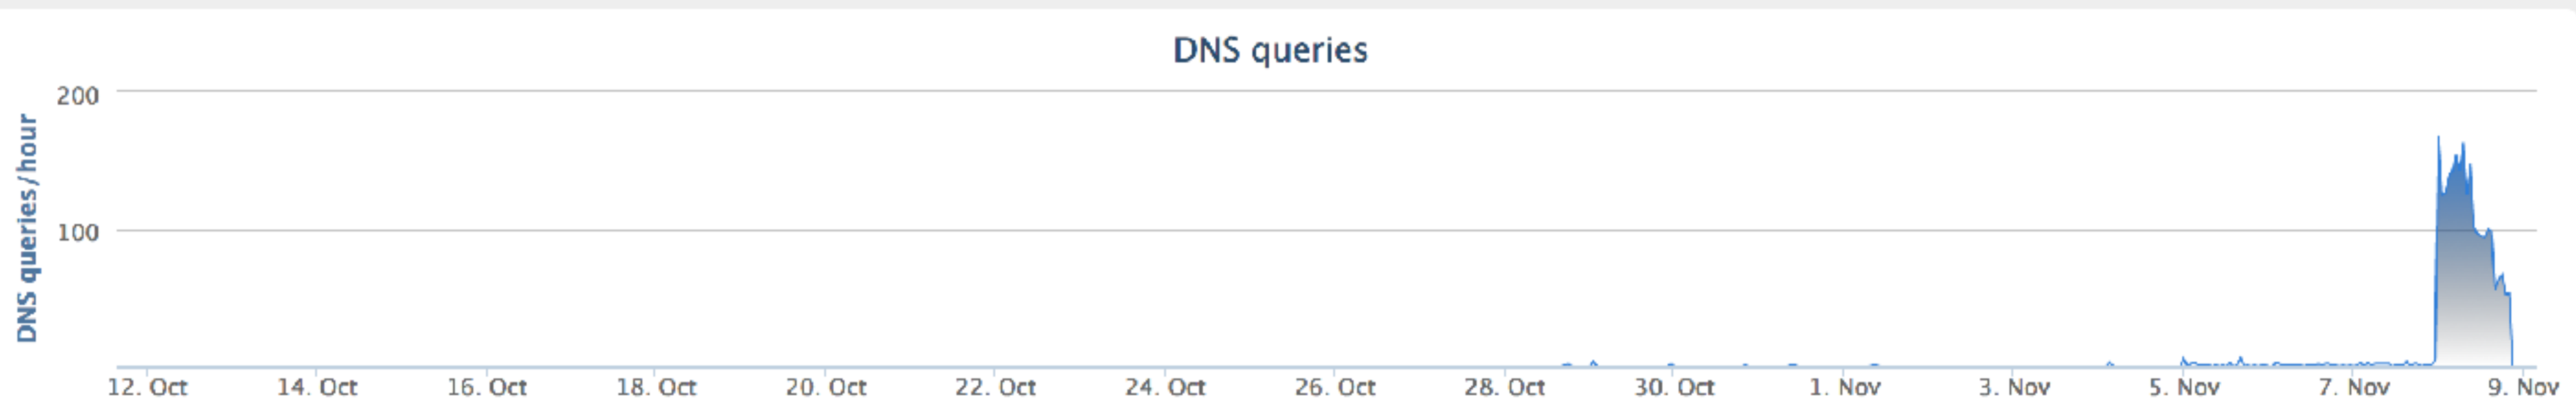 DNS queries
DNS queries/hour
200
100
12. Oct
14. Oct
16. Oct
18. Oct
20. Oct
22. Oct
24. Oct
26. Oct
28. Oct
30. Oct
1. Nov
3. Nov
5. Nov
7. Nov
9. Nov